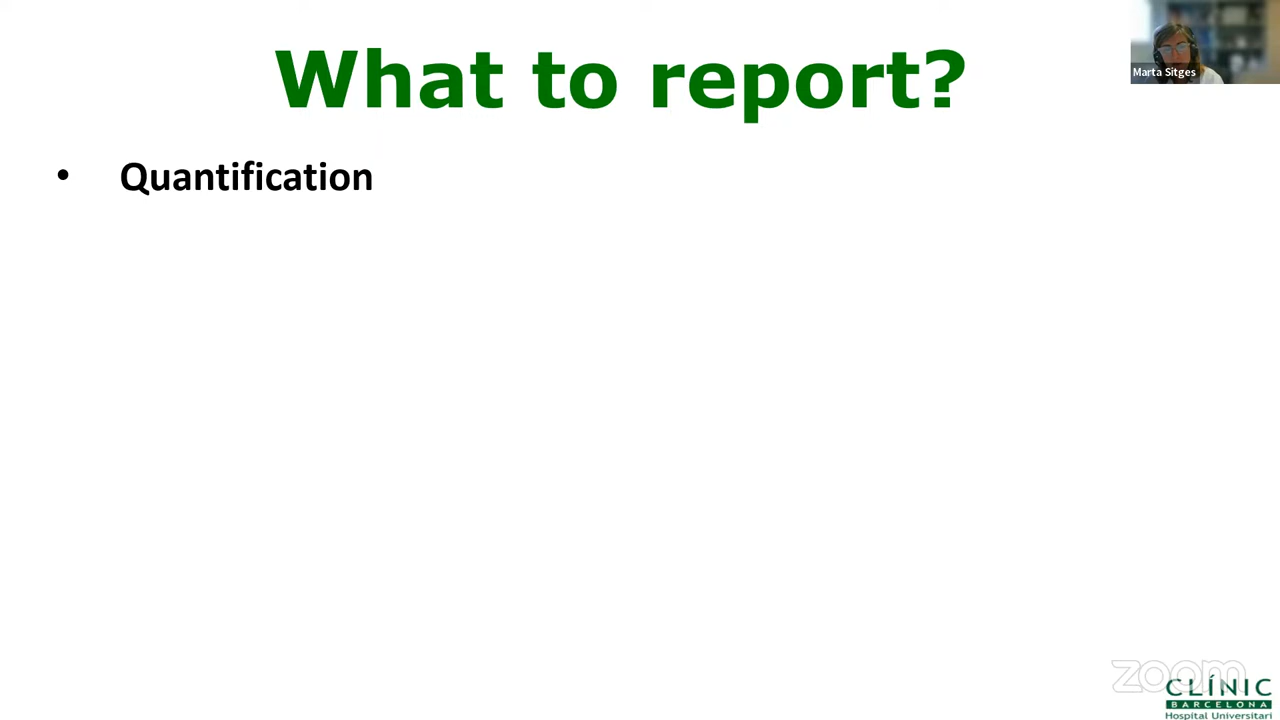 What to report?
Marta Sitges
• Quantification
zoom
CLÍNIC
BARCELONA
Hospital Universitari